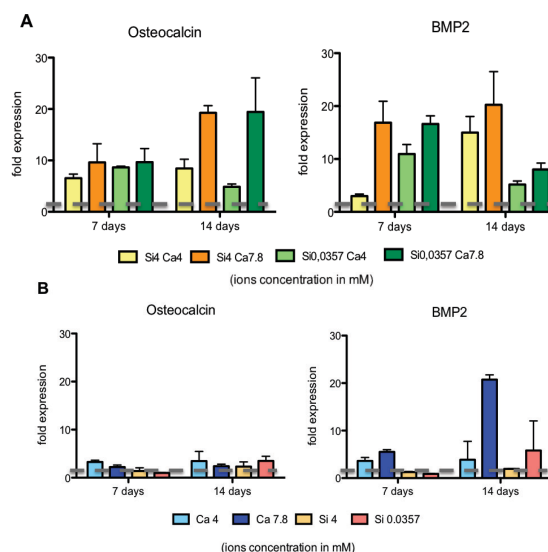 A
Osteocalcin
BMP2
fold expression
30
20
10
0
7 days
14 days
fold expression
30
20
10
0
7 days
14 days
Si4 Ca4
Si4 Ca7.8
Si0,0357 Ca4
Si0,0357 Ca7.8
(ions concentration in mM)
B
Osteocalcin
BMP2
fold expression
30
20
10
0
7 days
14 days
fold expression
30
20
10
0
7 days
14 days
Ca 4
Ca 7.8
Si 4
Si 0.0357
(ions concentration in mM)